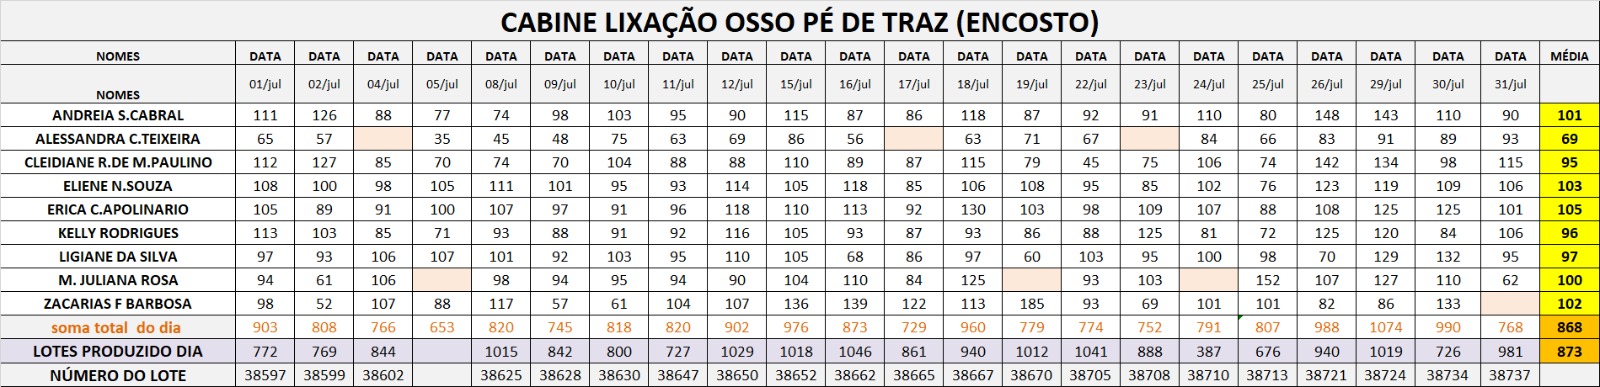 CABINE LIXAÇÃO OSSO PÉ DE TRAZ (ENCOSTO)
NOMES DATA DATA DATA DATA DATA DATA DATA DATA DATA DATA DATA DATA DATA DATA DATA DATA DATA DATA DATA DATA DATA DATA MÉDIA
NOMES 01/jul 02/jul 04/jul 05/jul 08/jul 09/jul 10/jul 11/jul 12/jul 15/jul 16/jul 17/jul 18/jul 19/jul 22/jul 23/jul 24/jul 25/jul 26/jul 29/jul 30/jul 31/jul
ANDREIA S.CABRAL 111 126 88 77 74 98 103 95 90 115 87 86 118 87 92 91 110 80 148 143 110 90 101
ALESSANDRA C.TEIXEIRA 65 57 35 45 48 75 63 69 86 56 63 71 67 84 66 83 91 89 93 69
CLEIDIANE R.DE M.PAULINO 112 127 85 70 74 70 104 88 88 110 89 87 115 79 45 75 106 74 142 134 98 115 95
ELIENE N.SOUZA 108 100 98 105 111 101 95 93 114 105 118 85 106 108 95 85 102 76 123 119 109 106 103
ERICA C.APOLINARIO 105 89 91 100 107 97 91 96 118 110 113 92 130 103 98 109 107 88 108 125 125 101 105
KELLY RODRIGUES 113 103 85 71 93 88 91 92 116 105 93 87 93 86 88 125 81 72 125 120 84 106 96
LIGIANE DA SILVA 97 93 106 107 101 92 103 95 110 105 68 86 97 60 103 95 100 98 70 129 132 95 97
M. JULIANA ROSA 94 61 106 98 94 95 94 90 104 110 84 125 93 103 152 107 127 110 62 100
ZACARIAS F BARBOSA 98 52 107 88 117 57 61 104 107 136 139 122 113 185 93 69 101 101 82 86 133 102
soma total do dia 903 808 766 653 820 745 818 820 902 976 873 729 960 779 774 752 791 807 988 1074 990 768 868
LOTES PRODUZIDO DIA 772 769 844 1015 842 800 727 1029 1018 1046 861 940 1012 1041 888 387 676 940 1019 726 981 873
NÚMERO DO LOTE 38597 38599 38602 38625 38628 38630 38647 38650 38652 38662 38665 38667 38670 38705 38708 38710 38713 38721 38724 38734 38737